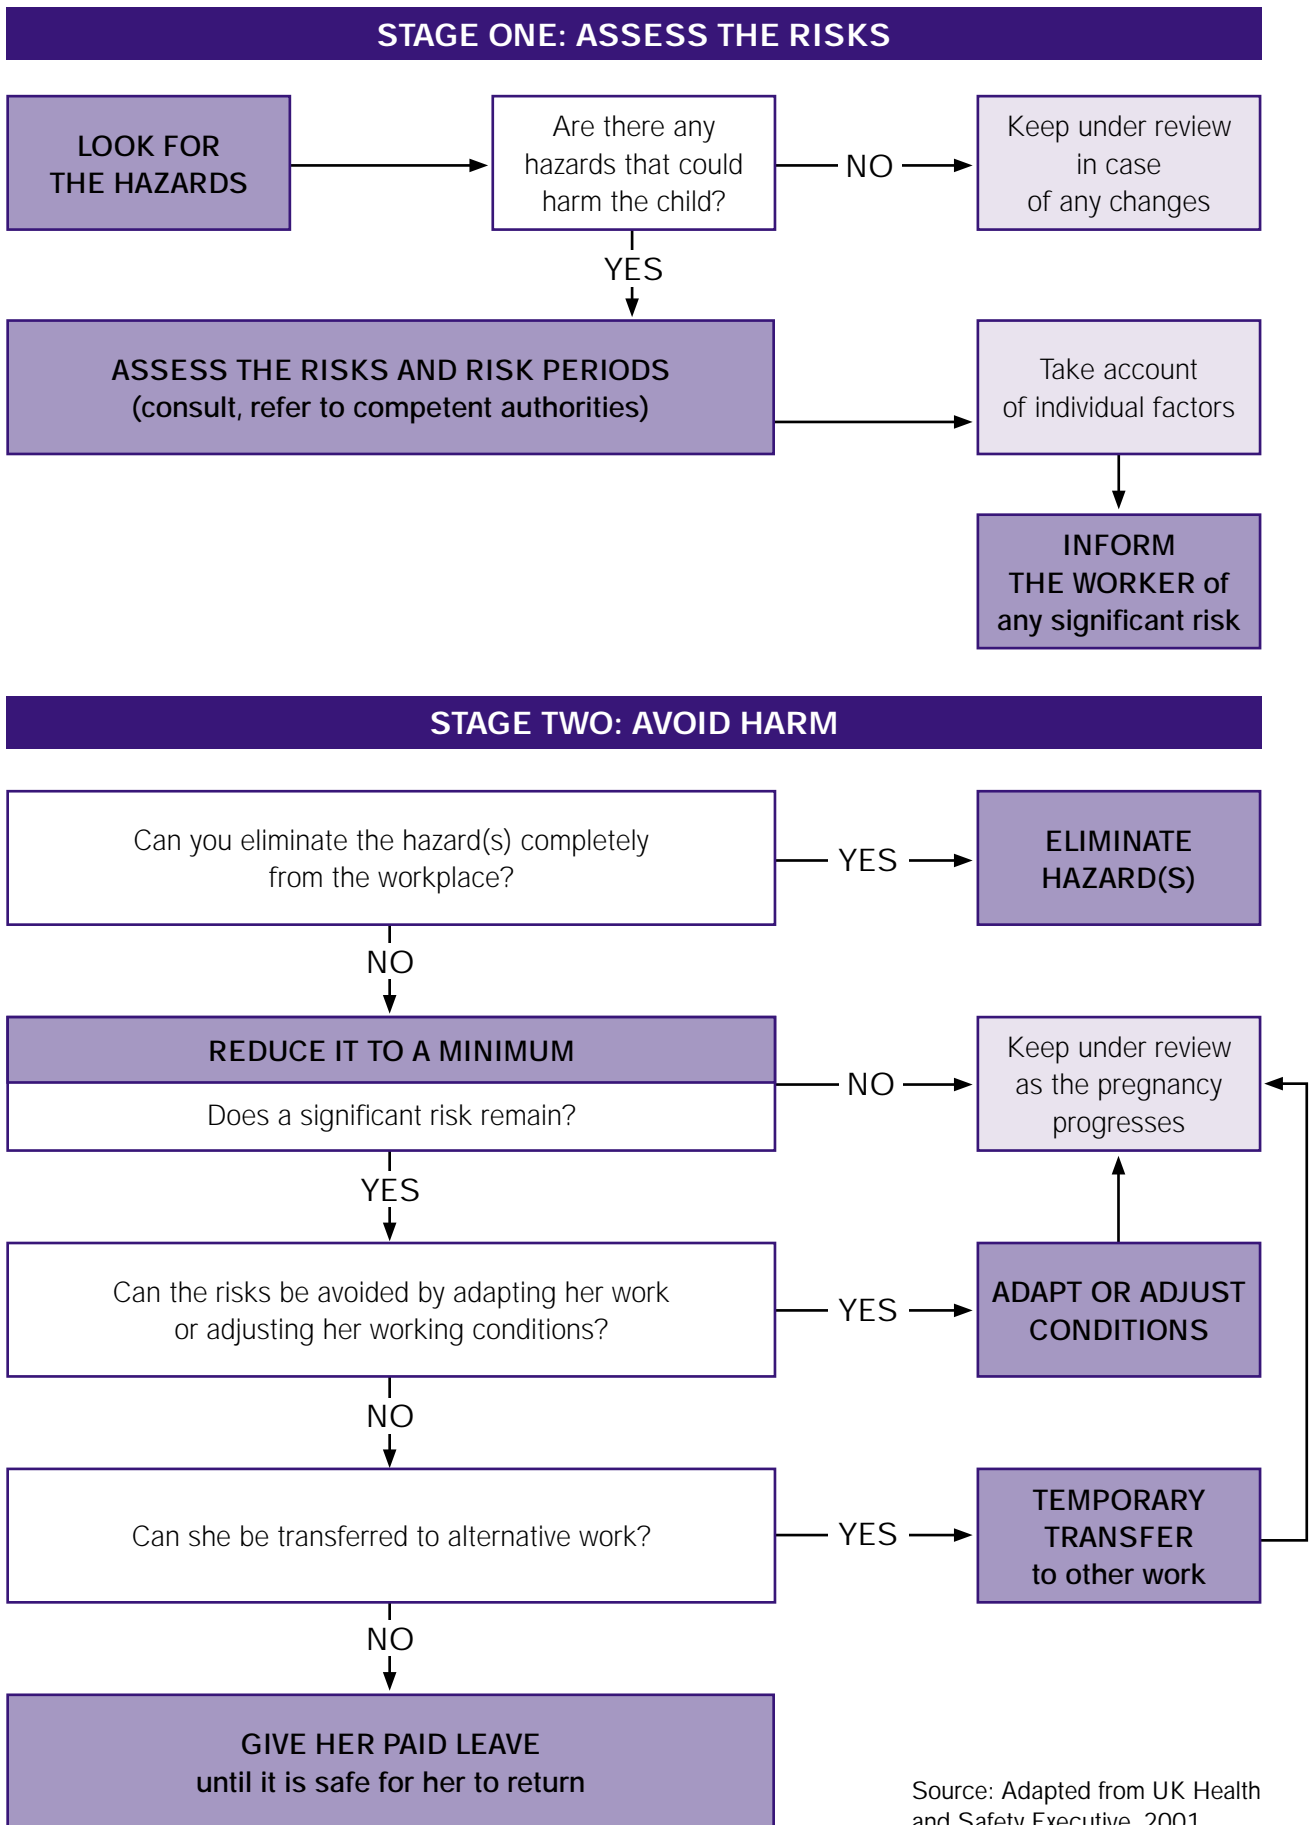 STAGE ONE: ASSESS THE RISKS
LOOK FOR
THE HAZARDS
Are there any
hazards that could
harm the child?
NO
Keep under review
in case
of any changes
YES
ASSESS THE RISKS AND RISK PERIODS
(consult, refer to competent authorities)
Take account
of individual factors
INFORM
THE WORKER of
any significant risk
STAGE TWO: AVOID HARM
Can you eliminate the hazard(s) completely
from the workplace?
YES
ELIMINATE
HAZARD(S)
NO
REDUCE IT TO A MINIMUM
Does a significant risk remain?
NO
Keep under review
as the pregnancy
progresses
YES
Can the risks be avoided by adapting her work
or adjusting her working conditions?
YES
ADAPT OR ADJUST
CONDITIONS
NO
Can she be transferred to alternative work?
YES
TEMPORARY
TRANSFER
to other work
NO
GIVE HER PAID LEAVE
until it is safe for her to return
Source: Adapted from UK Health
and Safety Executive, 2001